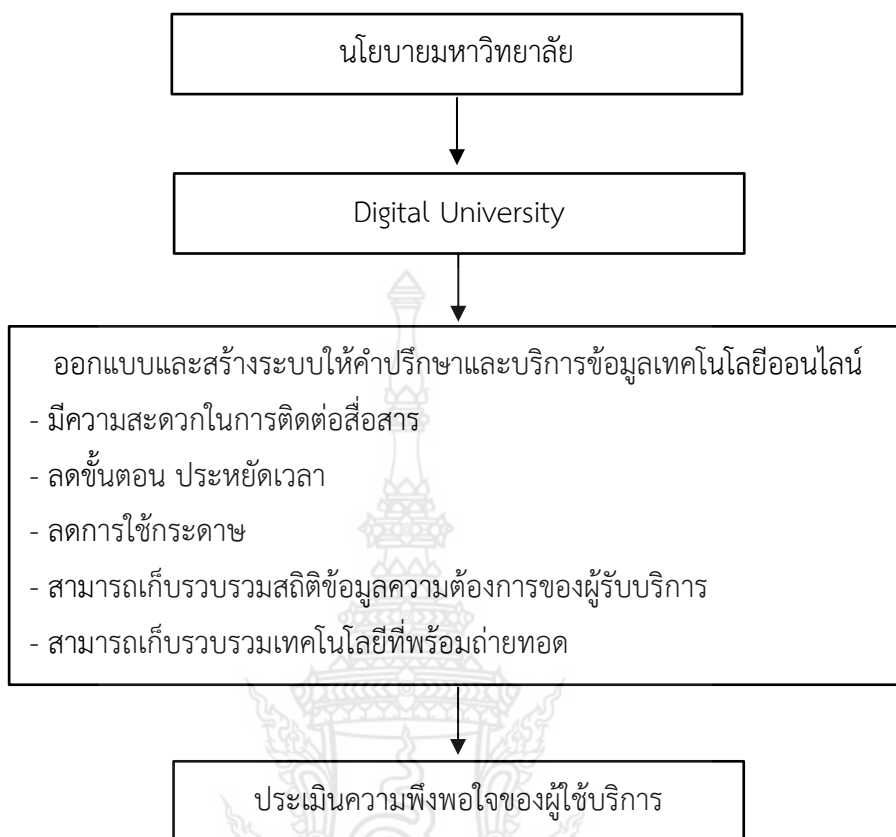 นโยบายมหาวิทยาลัย
Digital University
ออกแบบและสร้างระบบให้คำปรึกษาและบริการข้อมูลเทคโนโลยีออนไลน์
- มีความสะดวกในการติดต่อสื่อสาร
- ลดขั้นตอน ประหยัดเวลา
- ลดการใช้กระดาษ
- สามารถเก็บรวบรวมสถิติข้อมูลความต้องการของผู้รับบริการ
- สามารถเก็บรวบรวมเทคโนโลยีที่พร้อมถ่ายทอด
ประเมินความพึงพอใจของผู้ใช้บริการ